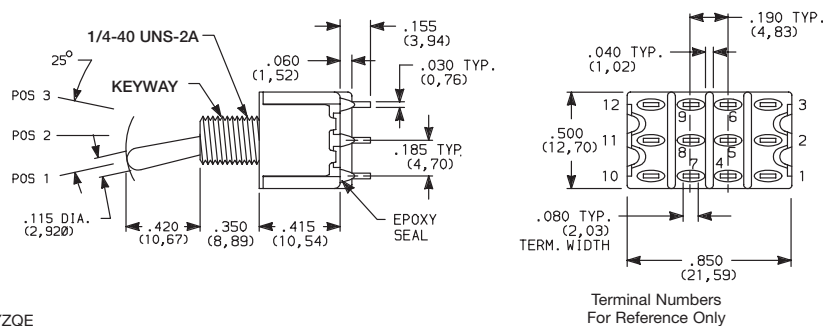 1/4-40 UNS-2A
25°
KEYWAY
POS 3
POS 2
POS 1
.115 DIA.
(2,920)
.420
(10,67)
.350
(8,89)
.415
(10,54)
.060
(1,52)
.155
(3,94)
.030 TYP.
(0,76)
.185 TYP.
(4,70)
EPOXY
SEAL
.190 TYP.
(4,83)
.040 TYP.
(1,02)
.500
(12,70)
12 9 6 3
11 8 5 2
10 7 4 1
.080 TYP.
(2,03)
TERM. WIDTH
.850
(21,59)
Terminal Numbers
For Reference Only
ZQE